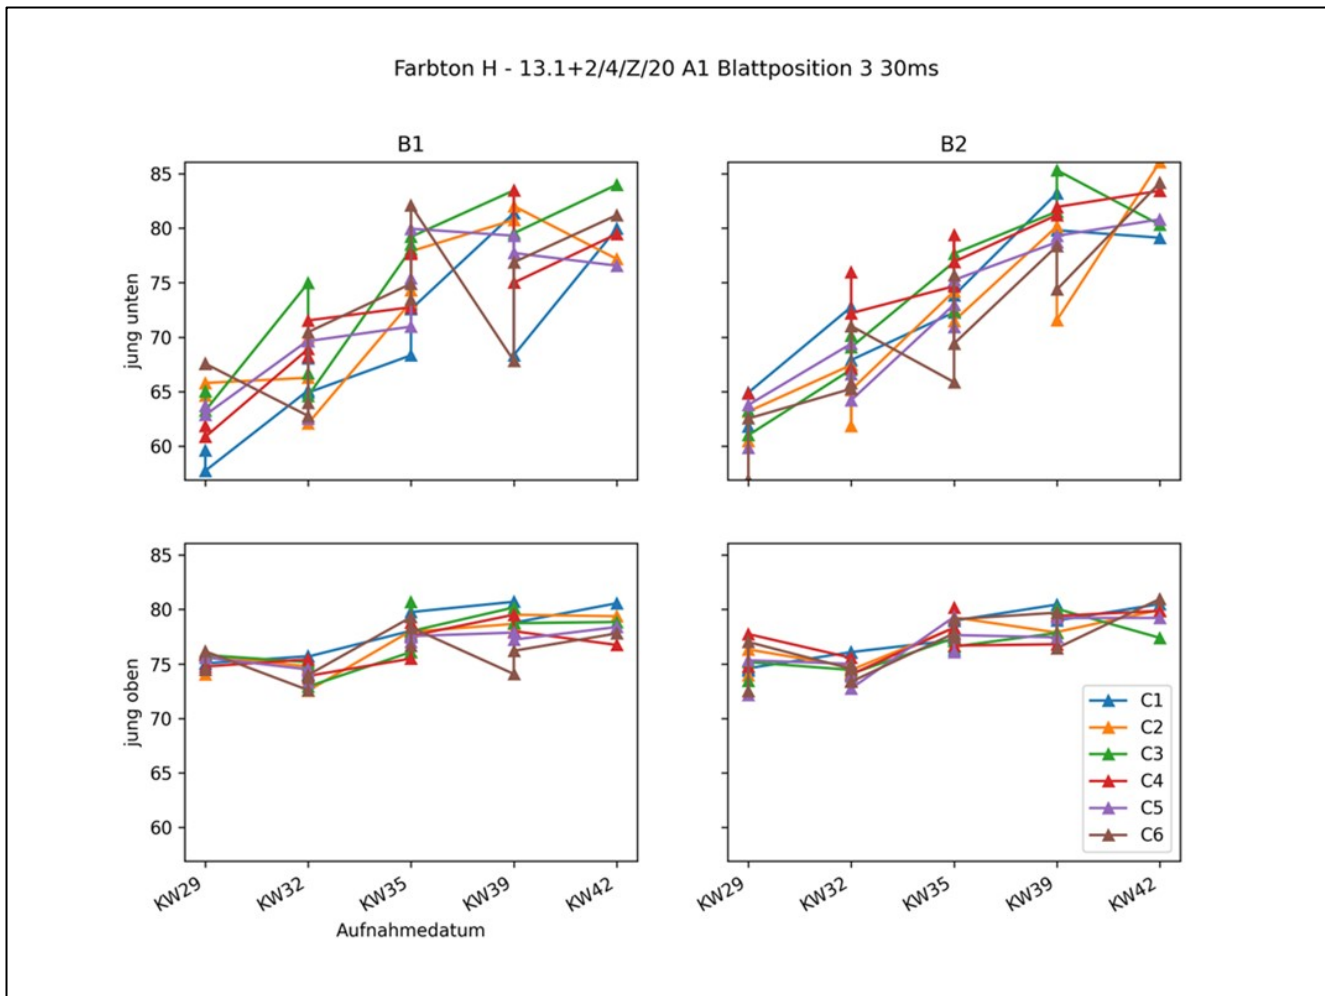 Farbton H - 13.1+2/4/Z/20 A1 Blattposition 3 30ms
B1
B2
jung unten
85
80
75
70
65
60
jung oben
85
80
75
70
65
60
C1
C2
C3
C4
C5
C6
KW29
KW32
KW35
KW39
KW42
KW29
KW32
KW35
KW39
KW42
Aufnahmedatum